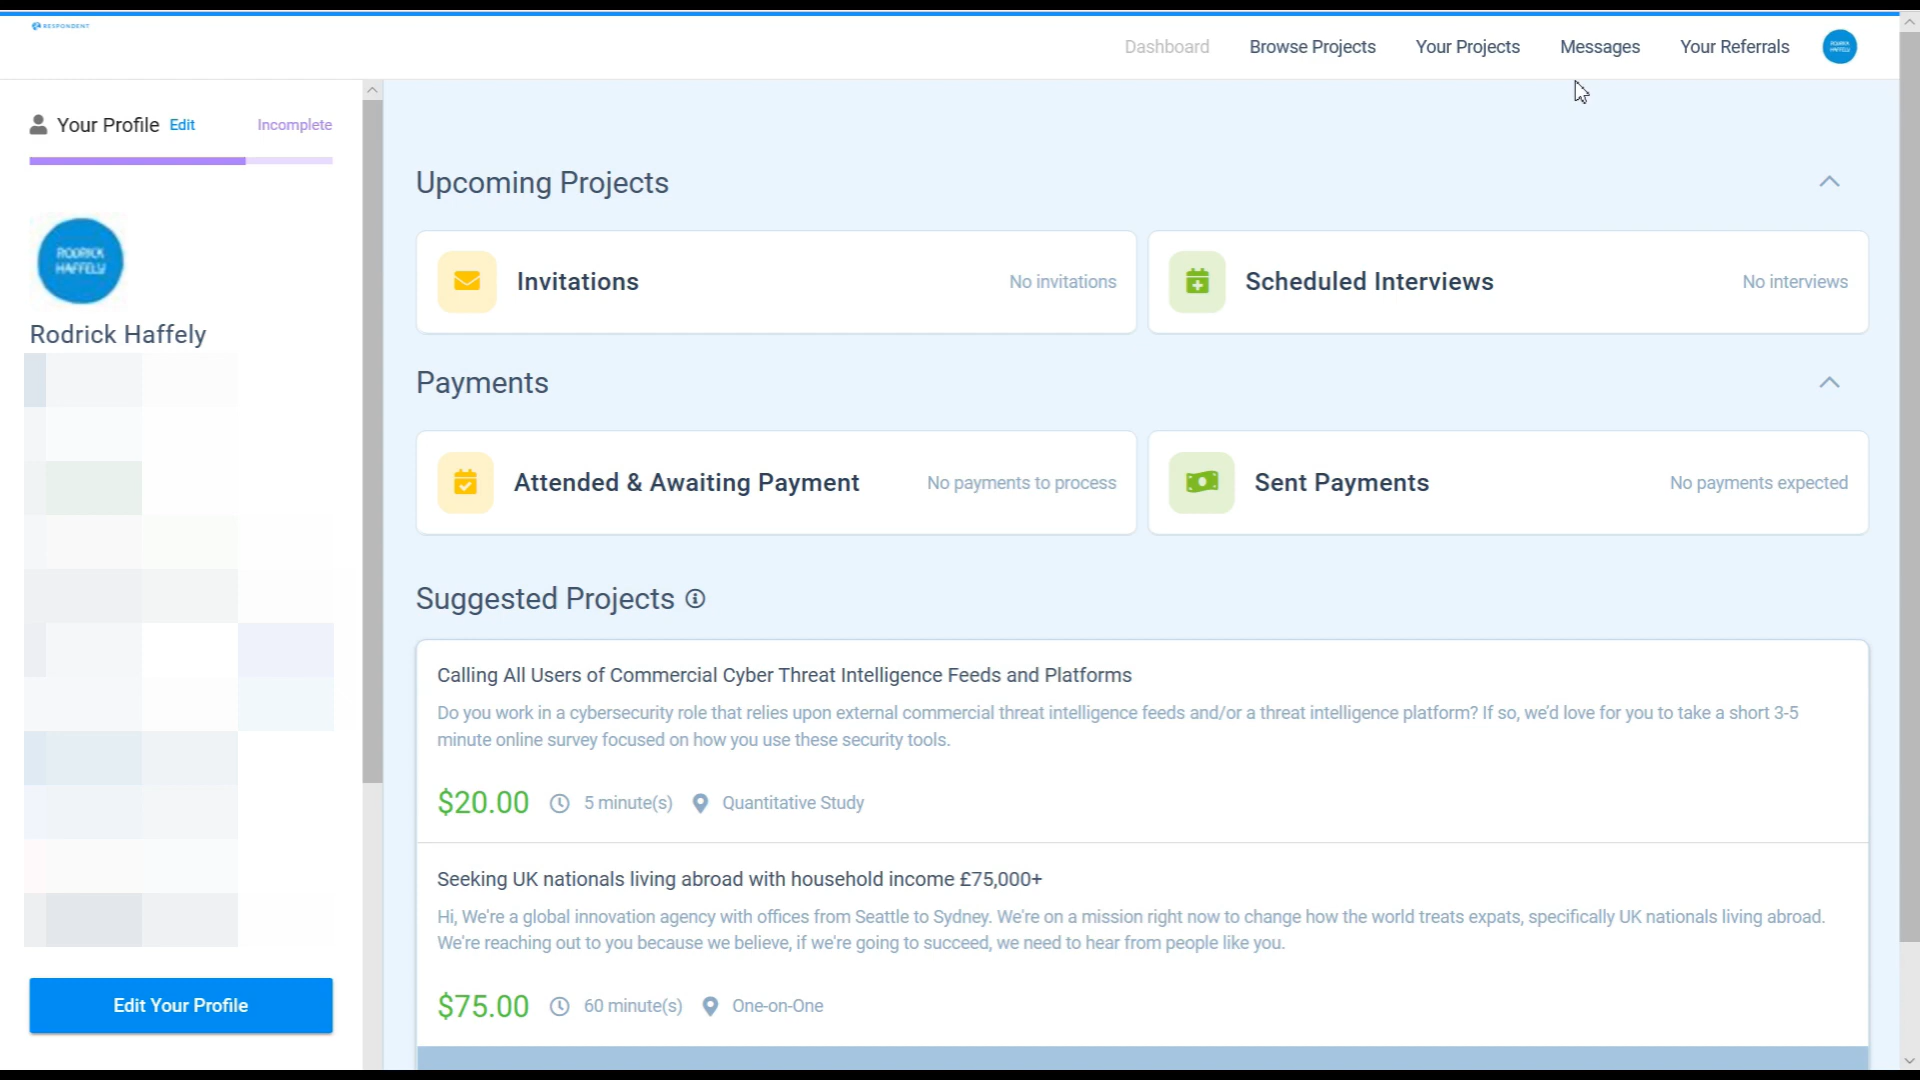 RESPONDENT
Dashboard
Browse Projects
Your Projects
Messages
Your Referrals
RODRICK
HAFFELY
Your Profile Edit
Incomplete
RODRICK
HAFFELY
Rodrick Haffely
Edit Your Profile
Upcoming Projects
Invitations
No invitations
Scheduled Interviews
No interviews
Payments
Attended & Awaiting Payment
No payments to process
Sent Payments
No payments expected
Suggested Projects
Calling All Users of Commercial Cyber Threat Intelligence Feeds and Platforms
Do you work in a cybersecurity role that relies upon external commercial threat intelligence feeds and/or a threat intelligence platform? If so, we'd love for you to take a short 3-5
minute online survey focused on how you use these security tools.
$20.00 5 minute(s) Quantitative Study
Seeking UK nationals living abroad with household income £75,000+
Hi, We're a global innovation agency with offices from Seattle to Sydney. We're on a mission right now to change how the world treats expats, specifically UK nationals living abroad.
We're reaching out to you because we believe, if we're going to succeed, we need to hear from people like you.
$75.00 60 minute(s) One-on-One